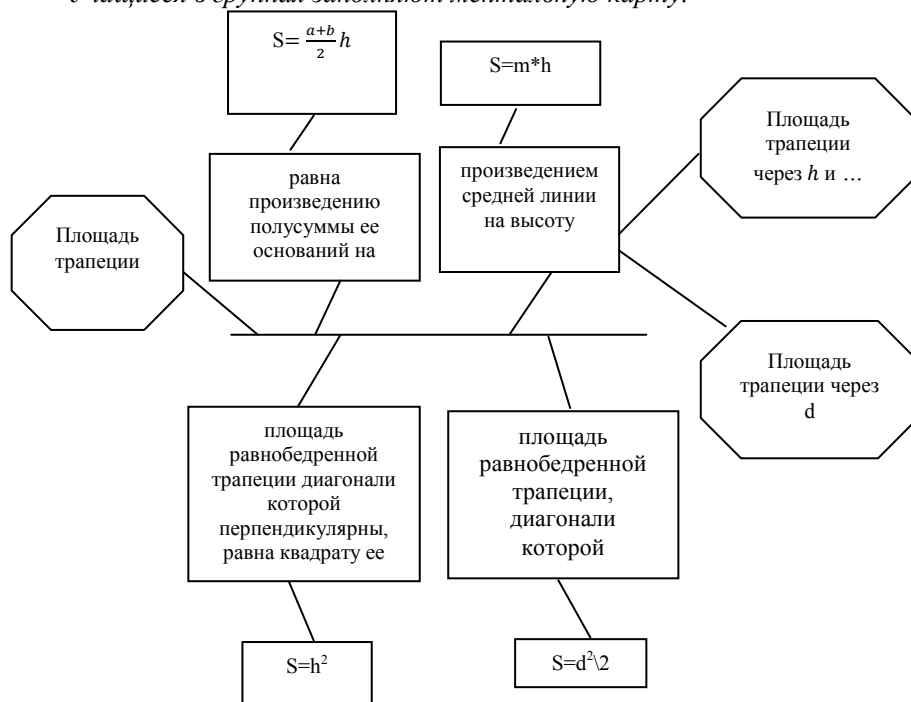 в группах заполняют ментальную карту.
S= \frac{a+b}{2} h
S=m*h
Площадь
трапеции
через h и …
равна
произведению
полусуммы ее
оснований на
произведением
средней линии
на высоту
Площадь
трапеции
Площадь
трапеции через
d
площадь
равнобедренной
трапеции диагонали
которой
перпендикулярны,
равна квадрату ее
площадь
равнобедренной
трапеции,
диагонали
которой
S=h²
S=d²\2